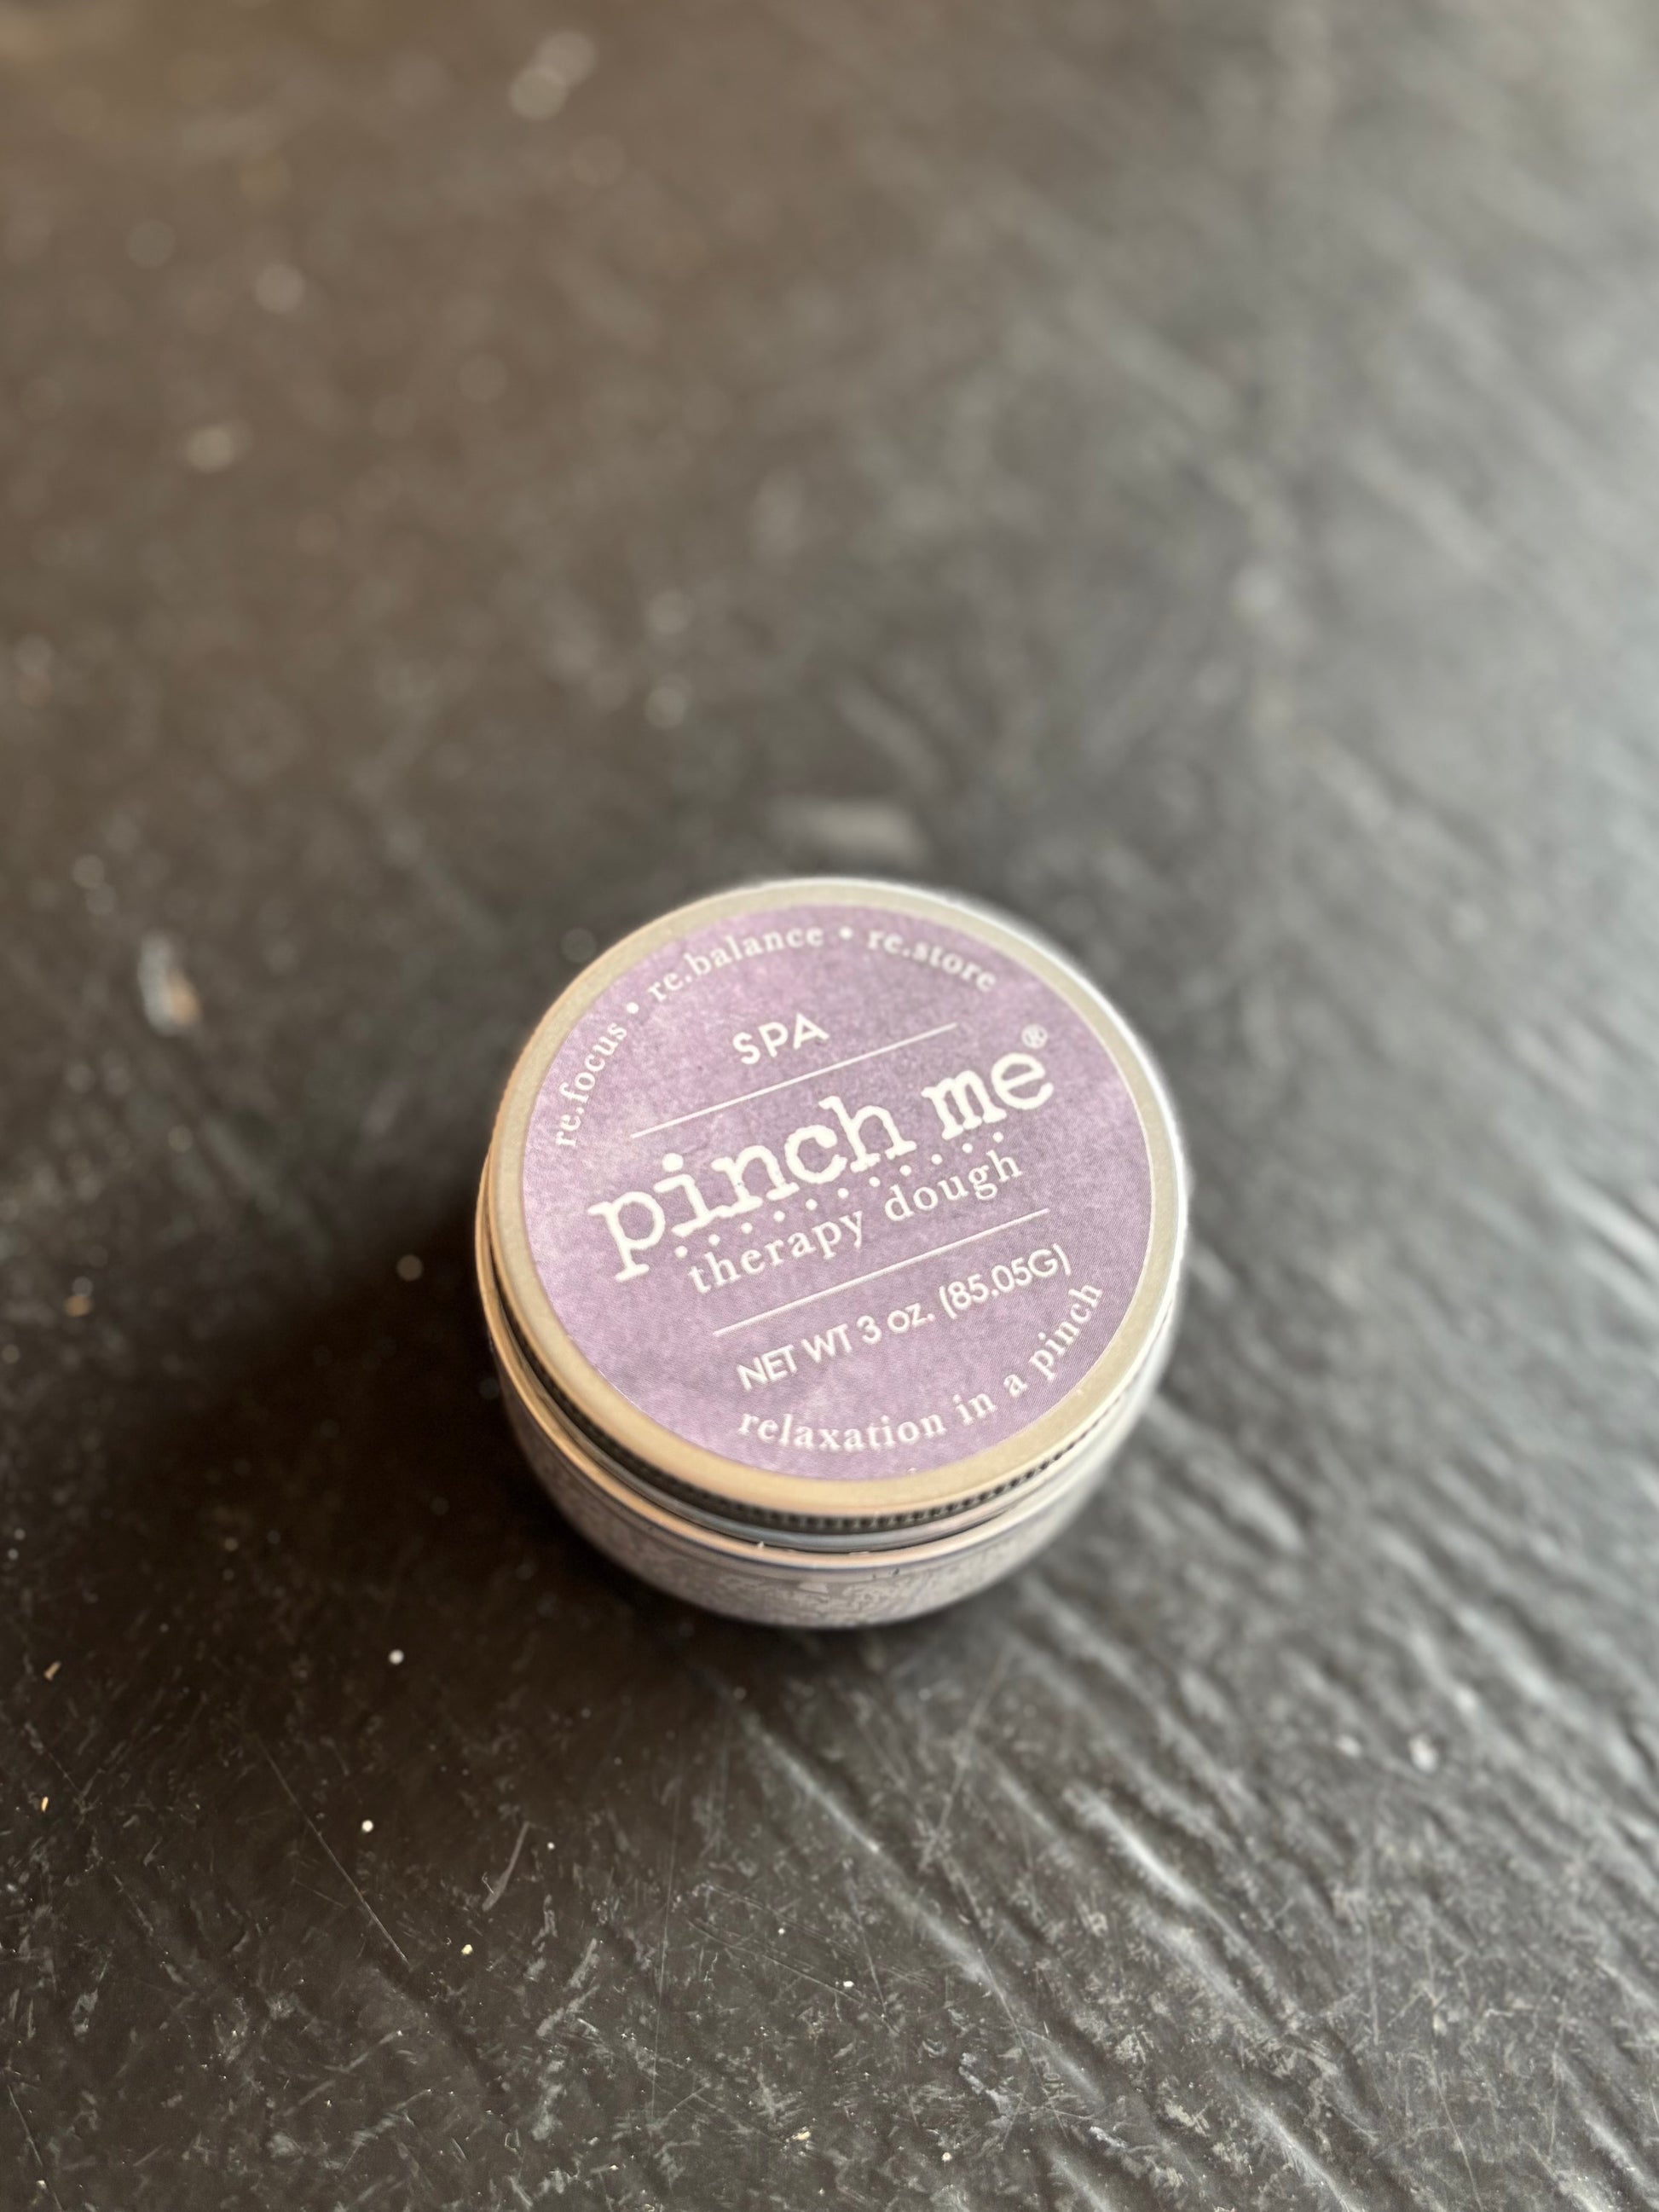 re.focus • re.balance • re.store
SPA
pinch me®
therapy dough
NET WT 3 oz. (85.05G)
relaxation in a pinch